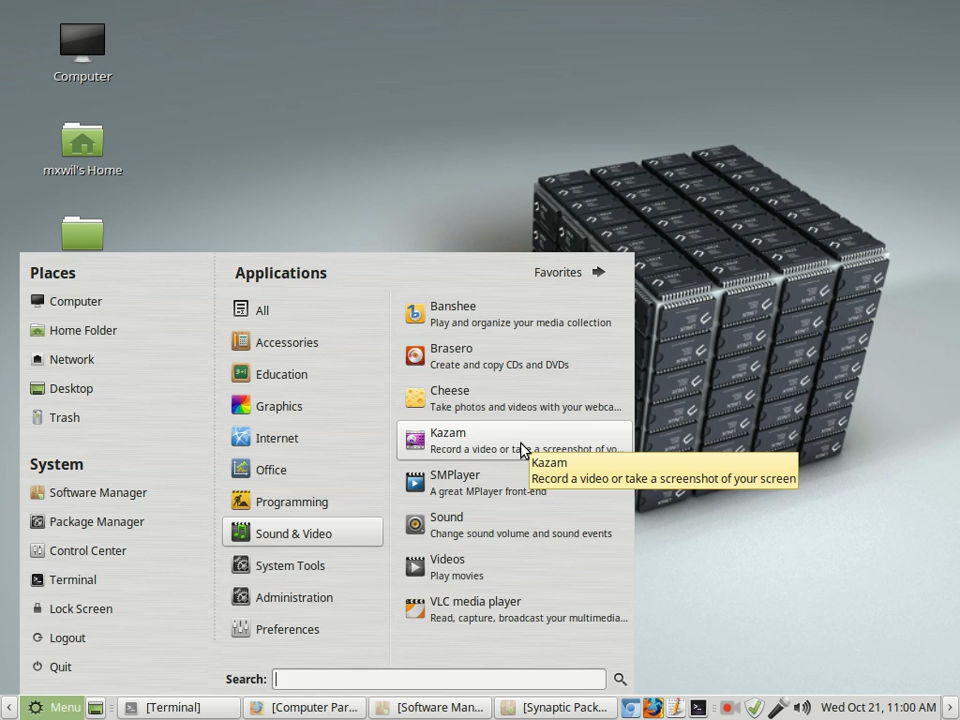 Computer
mxwil's Home
Places
Computer
Home Folder
Network
Desktop
Trash
System
Software Manager
Package Manager
Control Center
Terminal
Lock Screen
Logout
Quit
Applications
Favorites
All
Accessories
Education
Graphics
Internet
Office
Programming
Sound & Video
System Tools
Administration
Preferences
Banshee
Play and organize your media collection
Brasero
Create and copy CDs and DVDs
Cheese
Take photos and videos with your webca...
Kazam
Record a video or take a screenshot of yo...
Kazam
Record a video or take a screenshot of your screen
SMPlayer
A great MPlayer front-end
Sound
Change sound volume and sound events
Videos
Play movies
VLC media player
Read, capture, broadcast your multimedia...
Search:
Menu
[Terminal]
[Computer Par...
[Software Man...
[Synaptic Pack...
Wed Oct 21, 11:00 AM